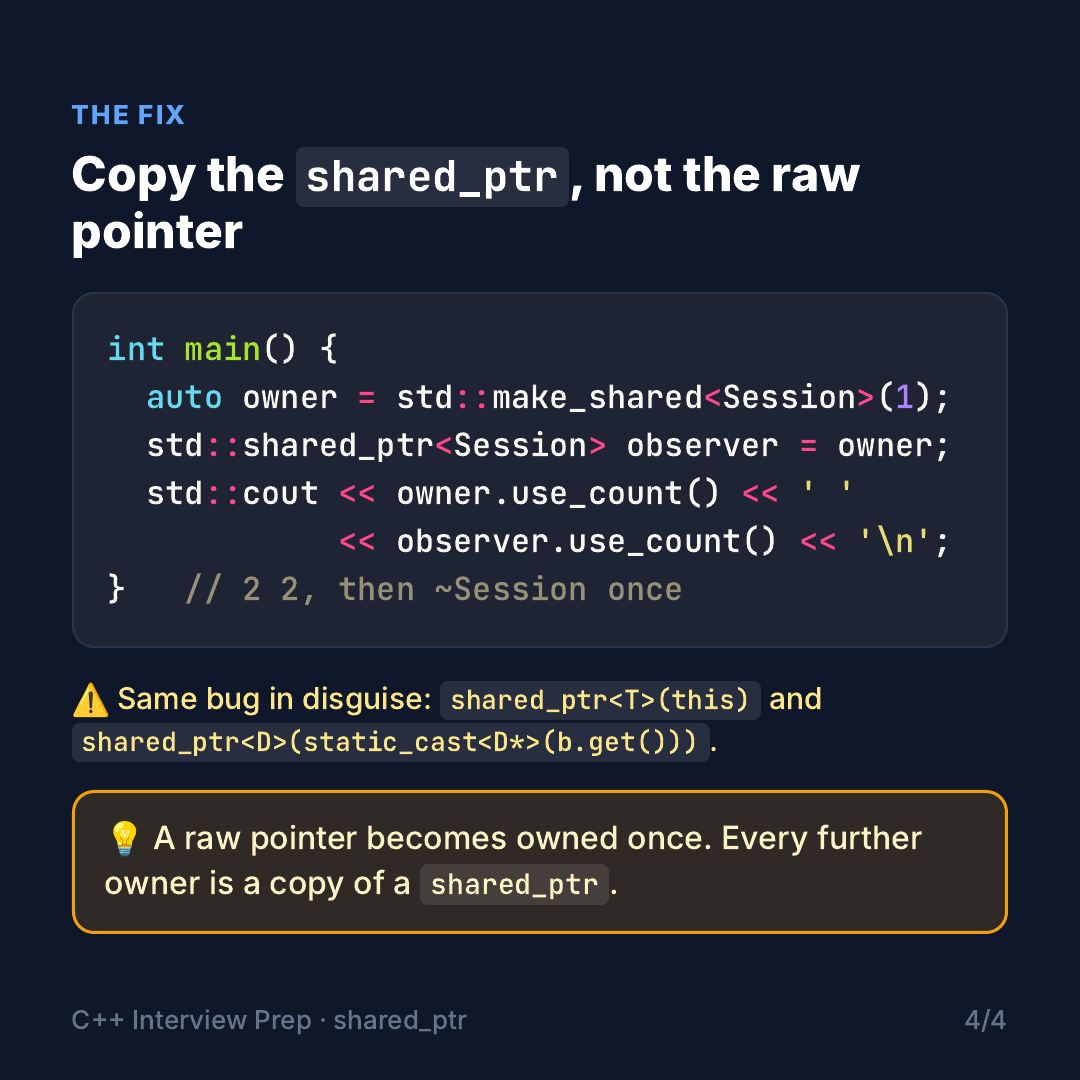 THE FIX
Copy the shared_ptr, not the raw
pointer
int main() {
  auto owner = std::make_shared<Session>(1);
  std::shared_ptr<Session> observer = owner;
  std::cout << owner.use_count() << ' '
            << observer.use_count() << '\n';
}   // 2 2, then ~Session once
⚠️ Same bug in disguise: shared_ptr<T>(this) and
shared_ptr<D>(static_cast<D*>(b.get())).
💡 A raw pointer becomes owned once. Every further
owner is a copy of a shared_ptr.
C++ Interview Prep · shared_ptr
4/4